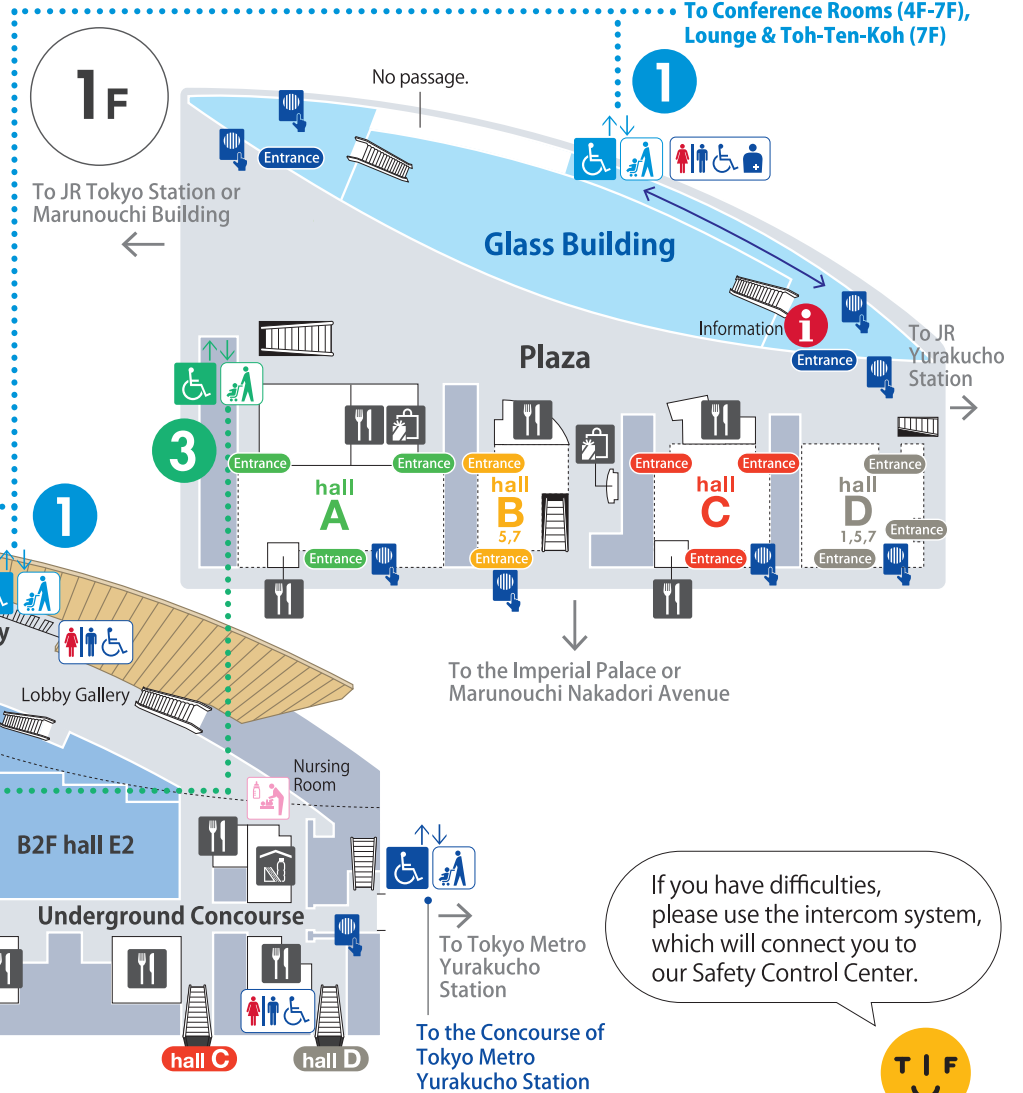 To Conference Rooms (4F-7F),
Lounge & Toh-Ten-Koh (7F)
1F
No passage.
1
Entrance
To JR Tokyo Station or
Marunouchi Building
Glass Building
Information
i
Entrance
To JR
Yurakucho
Station
Plaza
3
Entrance
Entrance
Entrance
Entrance
Entrance
Entrance
hall
A
hall
B
5,7
hall
C
hall
D
1,5,7
Entrance
Entrance
Entrance
Entrance
Entrance
1
To the Imperial Palace or
Marunouchi Nakadori Avenue
y
Lobby Gallery
Nursing
Room
B2F hall E2
Underground Concourse
To Tokyo Metro
Yurakucho
Station
To the Concourse of
Tokyo Metro
Yurakucho Station
hall C
hall D
If you have difficulties,
please use the intercom system,
which will connect you to
our Safety Control Center.
T I F